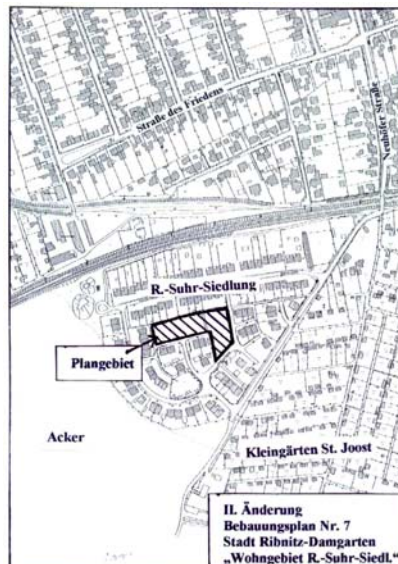 Straße des Friedens
Neuhöfer Straße
R.-Suhr-Siedlung
Plangebiet
Acker
Kleingärten St. Joost
II. Änderung
Bebauungsplan Nr. 7
Stadt Ribnitz-Damgarten
„Wohngebiet R.-Suhr-Siedl.“